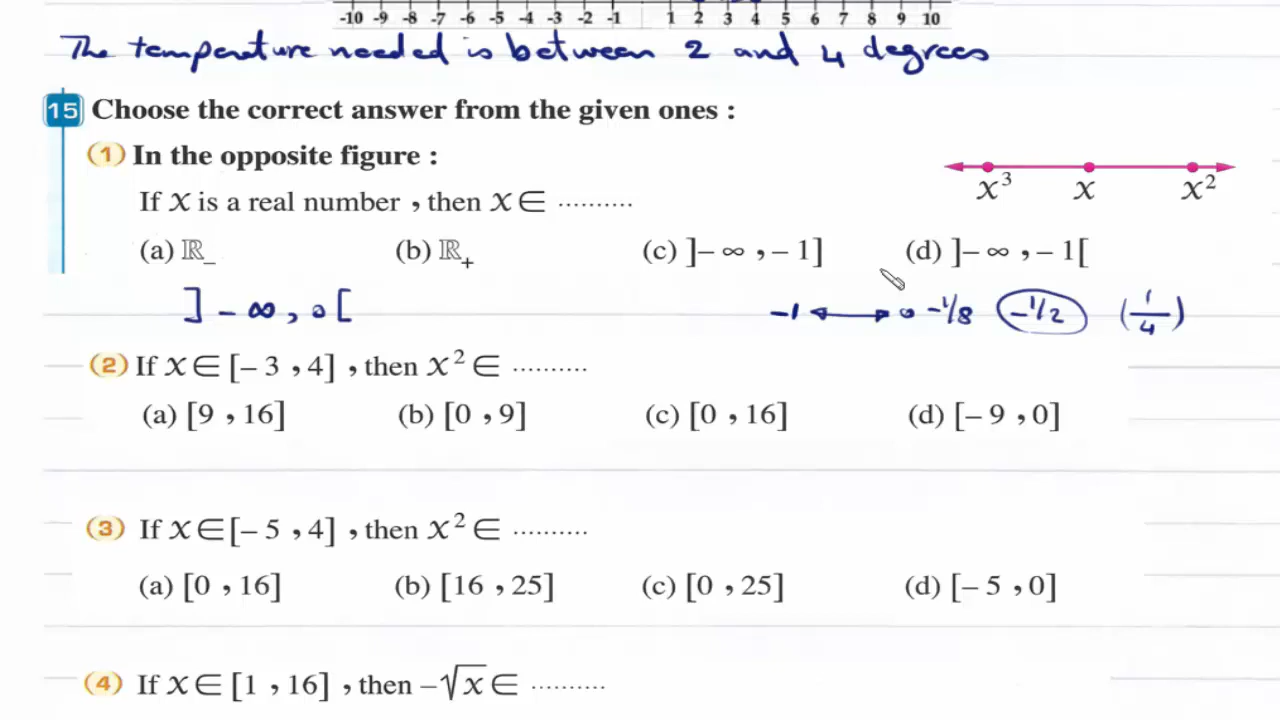 -10 -9 -8 -7 -6 -5 -4 -3 -2 -1 1 2 3 4 5 6 7 8 9 10
The temperature needed is between 2 and 4 degrees
15 Choose the correct answer from the given ones :
(1) In the opposite figure :
x³ x x²
If x is a real number , then x ∈ ..........
(a) ℝ₋ (b) ℝ₊ (c) ]– ∞ , – 1] (d) ]– ∞ , – 1[
]– ∞, 0[ -1 ↔ 0 -1/8 -1/2 (1/4)
(2) If x ∈ [– 3 , 4] , then x² ∈ ..........
(a) [9 , 16] (b) [0 , 9] (c) [0 , 16] (d) [– 9 , 0]
(3) If x ∈ [– 5 , 4] , then x² ∈ ..........
(a) [0 , 16] (b) [16 , 25] (c) [0 , 25] (d) [– 5 , 0]
(4) If x ∈ [1 , 16] , then –√x ∈ ..........